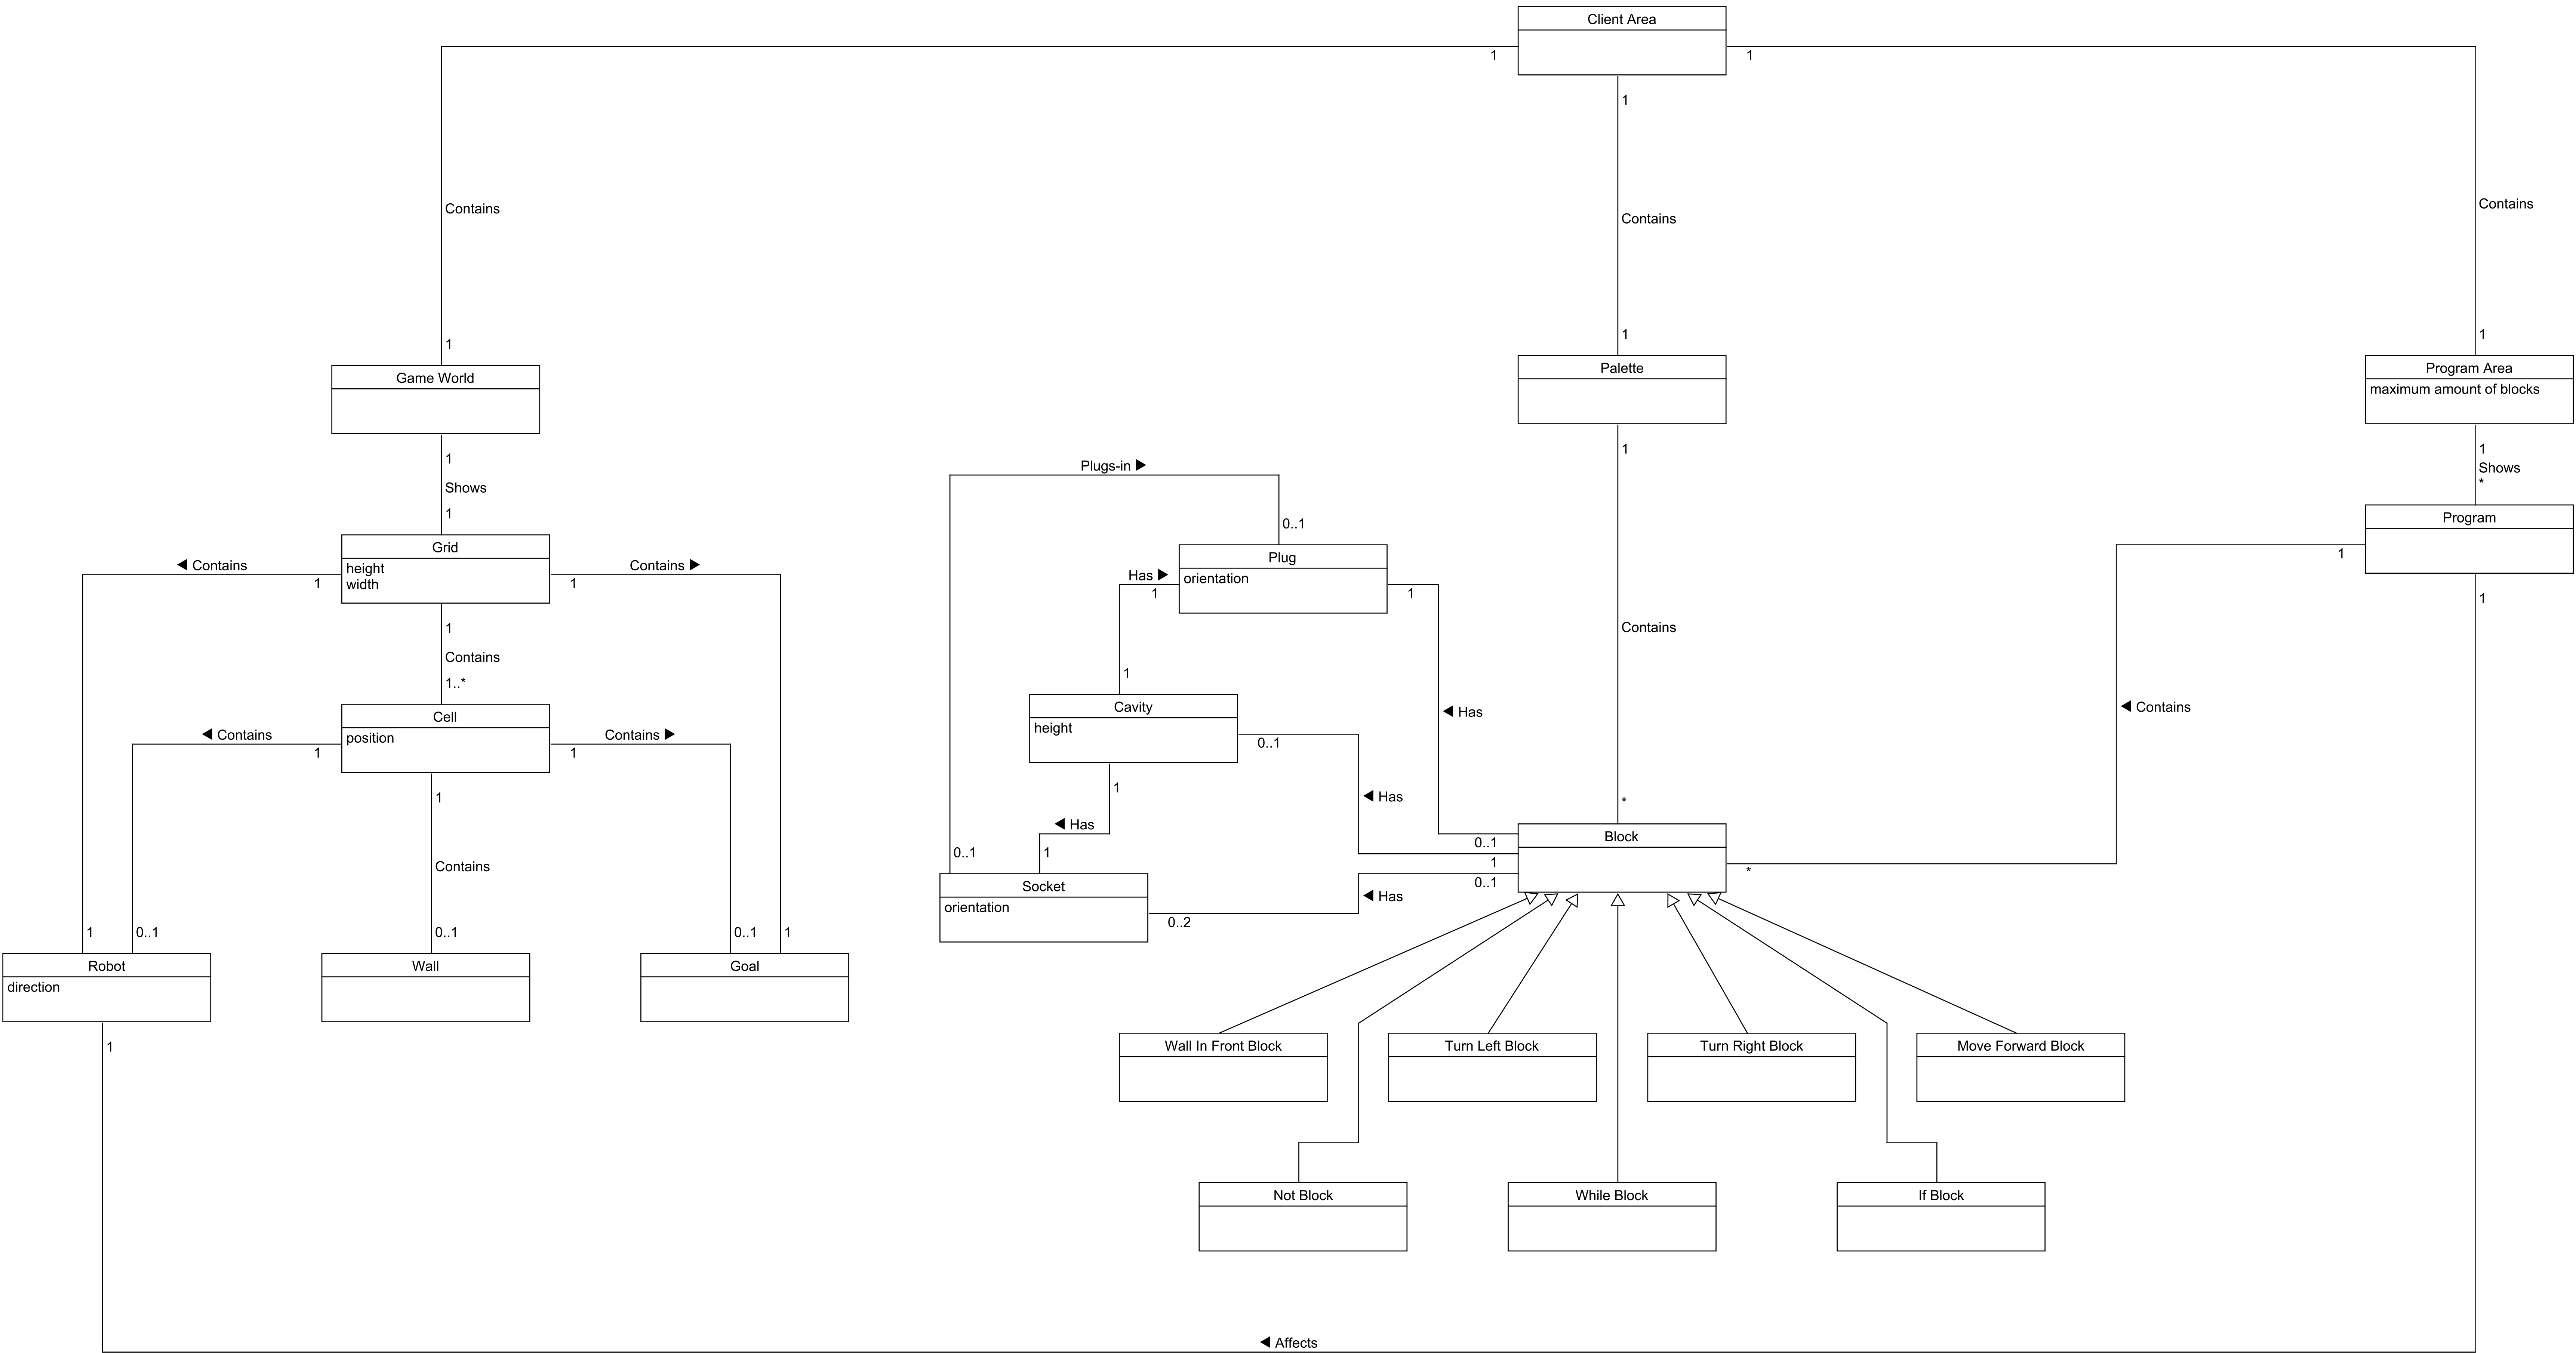 Client Area
1
1
1
Contains
Contains
Contains
1
1
1
Game World
Palette
Program Area
maximum amount of blocks
1
1
1
Plugs-in ►
Shows
Shows
*
1
0..1
Program
Grid
height
width
◄ Contains
1
Contains ►
1
Plug
orientation
Has ►
1
1
1
1
1
Contains
Contains
1..*
1
Cell
position
◄ Contains
1
Contains ►
1
Cavity
height
0..1
◄ Has
◄ Contains
1
1
◄ Has
*
◄ Has
Block
0..1
1
0..1
*
Contains
0..1
1
Socket
orientation
◄ Has
0..2
1
0..1
0..1
0..1
1
Robot
direction
Wall
Goal
1
Wall In Front Block
Turn Left Block
Turn Right Block
Move Forward Block
Not Block
While Block
If Block
◄ Affects